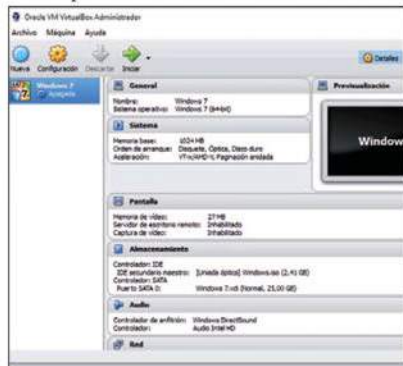 Oracle VM VirtualBox Administrador
Archivo Máquina Ayuda
Nueva Configuración Descartar Iniciar
Detalles
Windows 7
Apagada
General
Nombre: Windows 7
Sistema operativo: Windows 7 (64-bit)
Sistema
Memoria base: 1024 MB
Orden de arranque: Disquete, Óptica, Disco duro
Aceleración: VT-x/AMD-V, Paginación anidada
Previsualización
Window
Pantalla
Memoria de vídeo: 27 MB
Servidor de escritorio remoto: Inhabilitado
Captura de vídeo: Inhabilitado
Almacenamiento
Controlador: IDE
IDE secundario maestro: [Unidad óptica] Windows.iso (2,41 GB)
Controlador: SATA
Puerto SATA 0: Windows 7.vdi (Normal, 25,00 GB)
Audio
Controlador de anfitrión: Windows DirectSound
Controlador: Audio Intel HD
Red